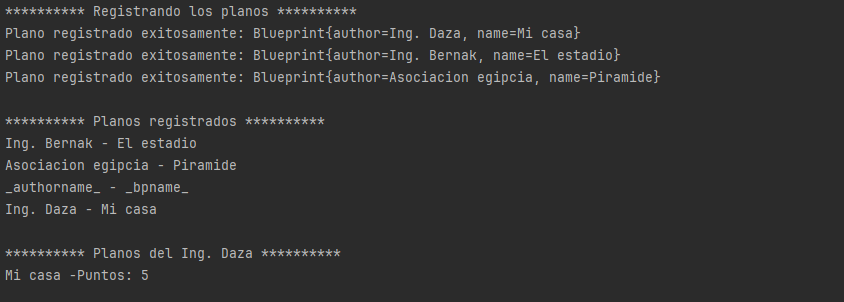 ********** Registrando los planos **********
Plano registrado exitosamente: Blueprint{author=Ing. Daza, name=Mi casa}
Plano registrado exitosamente: Blueprint{author=Ing. Bernak, name=El estadio}
Plano registrado exitosamente: Blueprint{author=Asociacion egipcia, name=Piramide}
********** Planos registrados **********
Ing. Bernak - El estadio
Asociacion egipcia - Piramide
_authorname_ - _bpname_
Ing. Daza - Mi casa
********** Planos del Ing. Daza **********
Mi casa -Puntos: 5